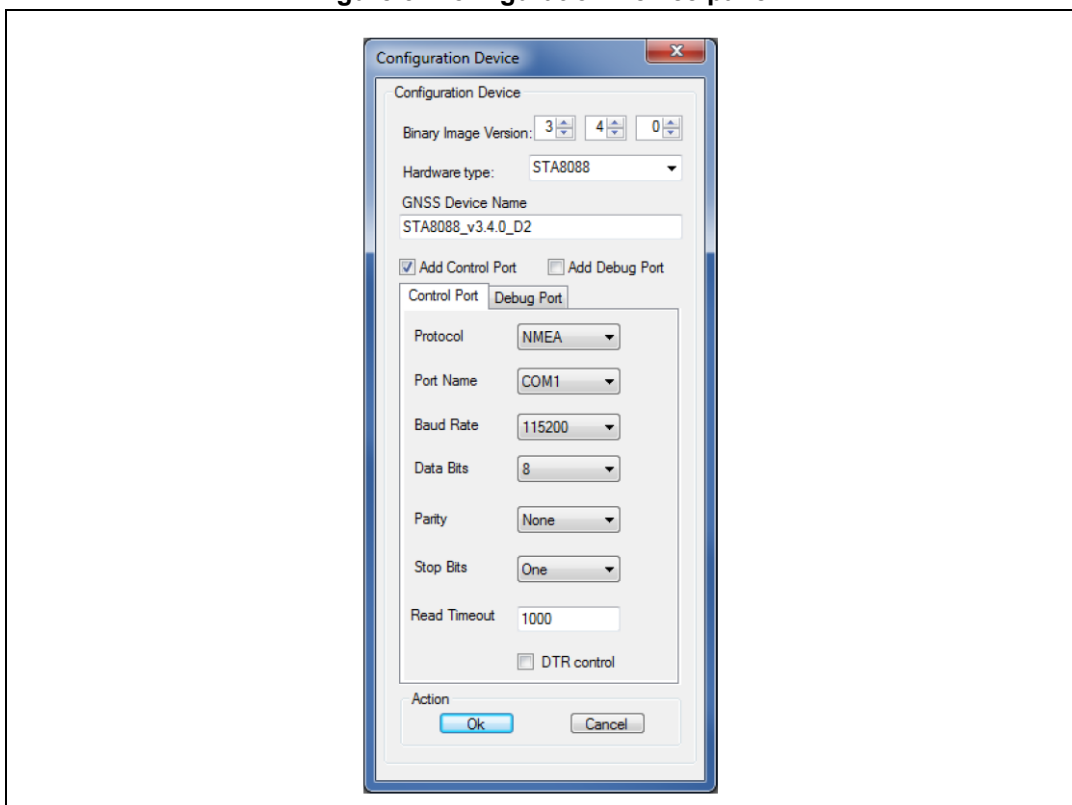 Configuration Device
Configuration Device
Binary Image Version: 3 4 0
Hardware type: STA8088
GNSS Device Name
STA8088_v3.4.0_D2
Add Control Port Add Debug Port
Control Port Debug Port
Protocol NMEA
Port Name COM1
Baud Rate 115200
Data Bits 8
Parity None
Stop Bits One
Read Timeout 1000
DTR control
Action
Ok Cancel